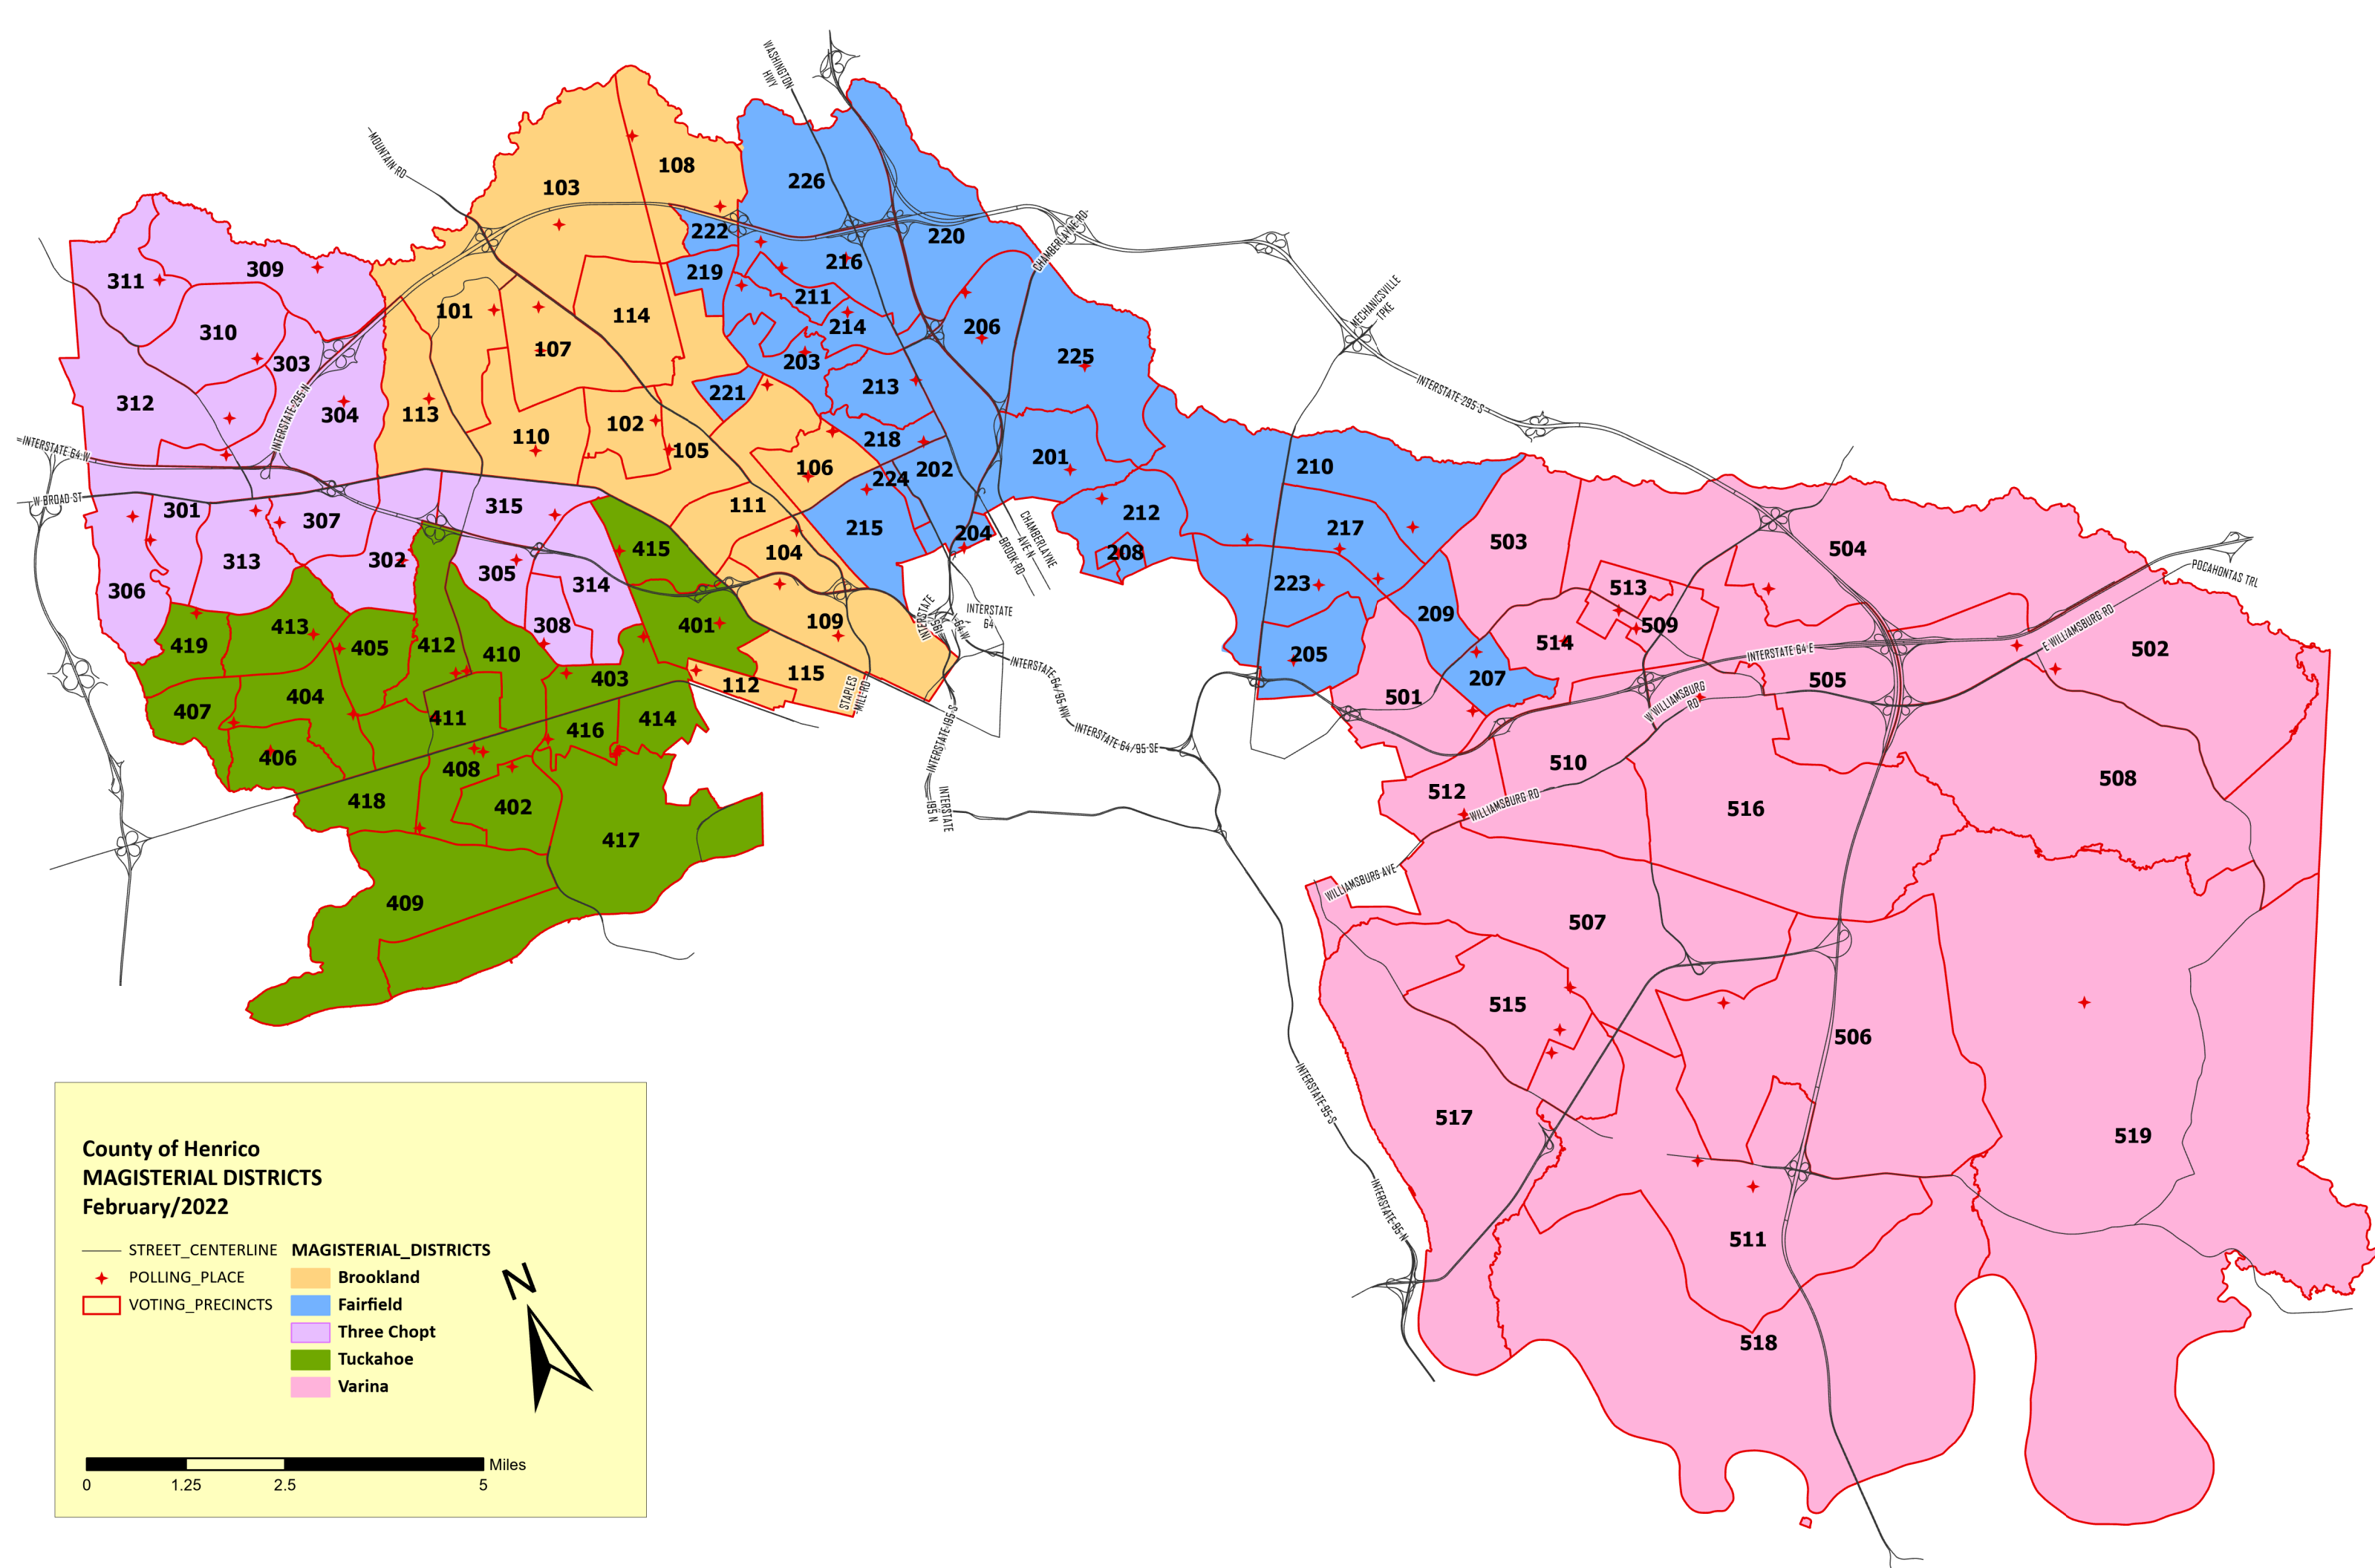 WASHINGTON
HWY
MOUNTAIN RD
108
103
226
222
220
CHAMBERLAYNE RD
309
311
219
216
211
101
114
310
214
206
MECHANICSVILLE
TPKE
107
203
225
303
INTERSTATE 295 N
221
213
INTERSTATE 295 S
312
304
113
102
110
218
INTERSTATE 64 W
105
106
202
201
210
224
W BROAD ST
301
315
111
307
215
212
217
204
CHAMBERLAYNE
AVE N
BROOK RD
503
504
415
104
208
313
302
305
314
POCAHONTAS TRL
306
223
513
INTERSTATE
64
INTERSTATE
195
64 W
209
E WILLIAMSBURG RD
413
308
401
109
509
419
405
412
410
514
502
205
INTERSTATE 64 E
INTERSTATE 64/95 NW
403
115
112
207
505
404
501
STAPLES
MILL RD
W WILLIAMSBURG
RD
407
411
416
414
INTERSTATE 195 S
INTERSTATE 64/95 SE
406
408
510
508
512
418
402
INTERSTATE
195 N
WILLIAMSBURG RD
516
417
WILLIAMSBURG AVE
409
507
515
506
INTERSTATE 95 S
517
519
INTERSTATE 95 N
511
518
County of Henrico
MAGISTERIAL DISTRICTS
February/2022
STREET_CENTERLINE
POLLING_PLACE
VOTING_PRECINCTS
MAGISTERIAL_DISTRICTS
Brookland
Fairfield
Three Chopt
Tuckahoe
Varina
N
Miles
0 1.25 2.5 5